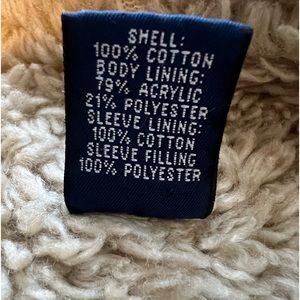 SHELL:
100% COTTON
BODY LINING:
79% ACRYLIC
21% POLYESTER
SLEEVE LINING:
100% COTTON
SLEEVE FILLING
100% POLYESTER